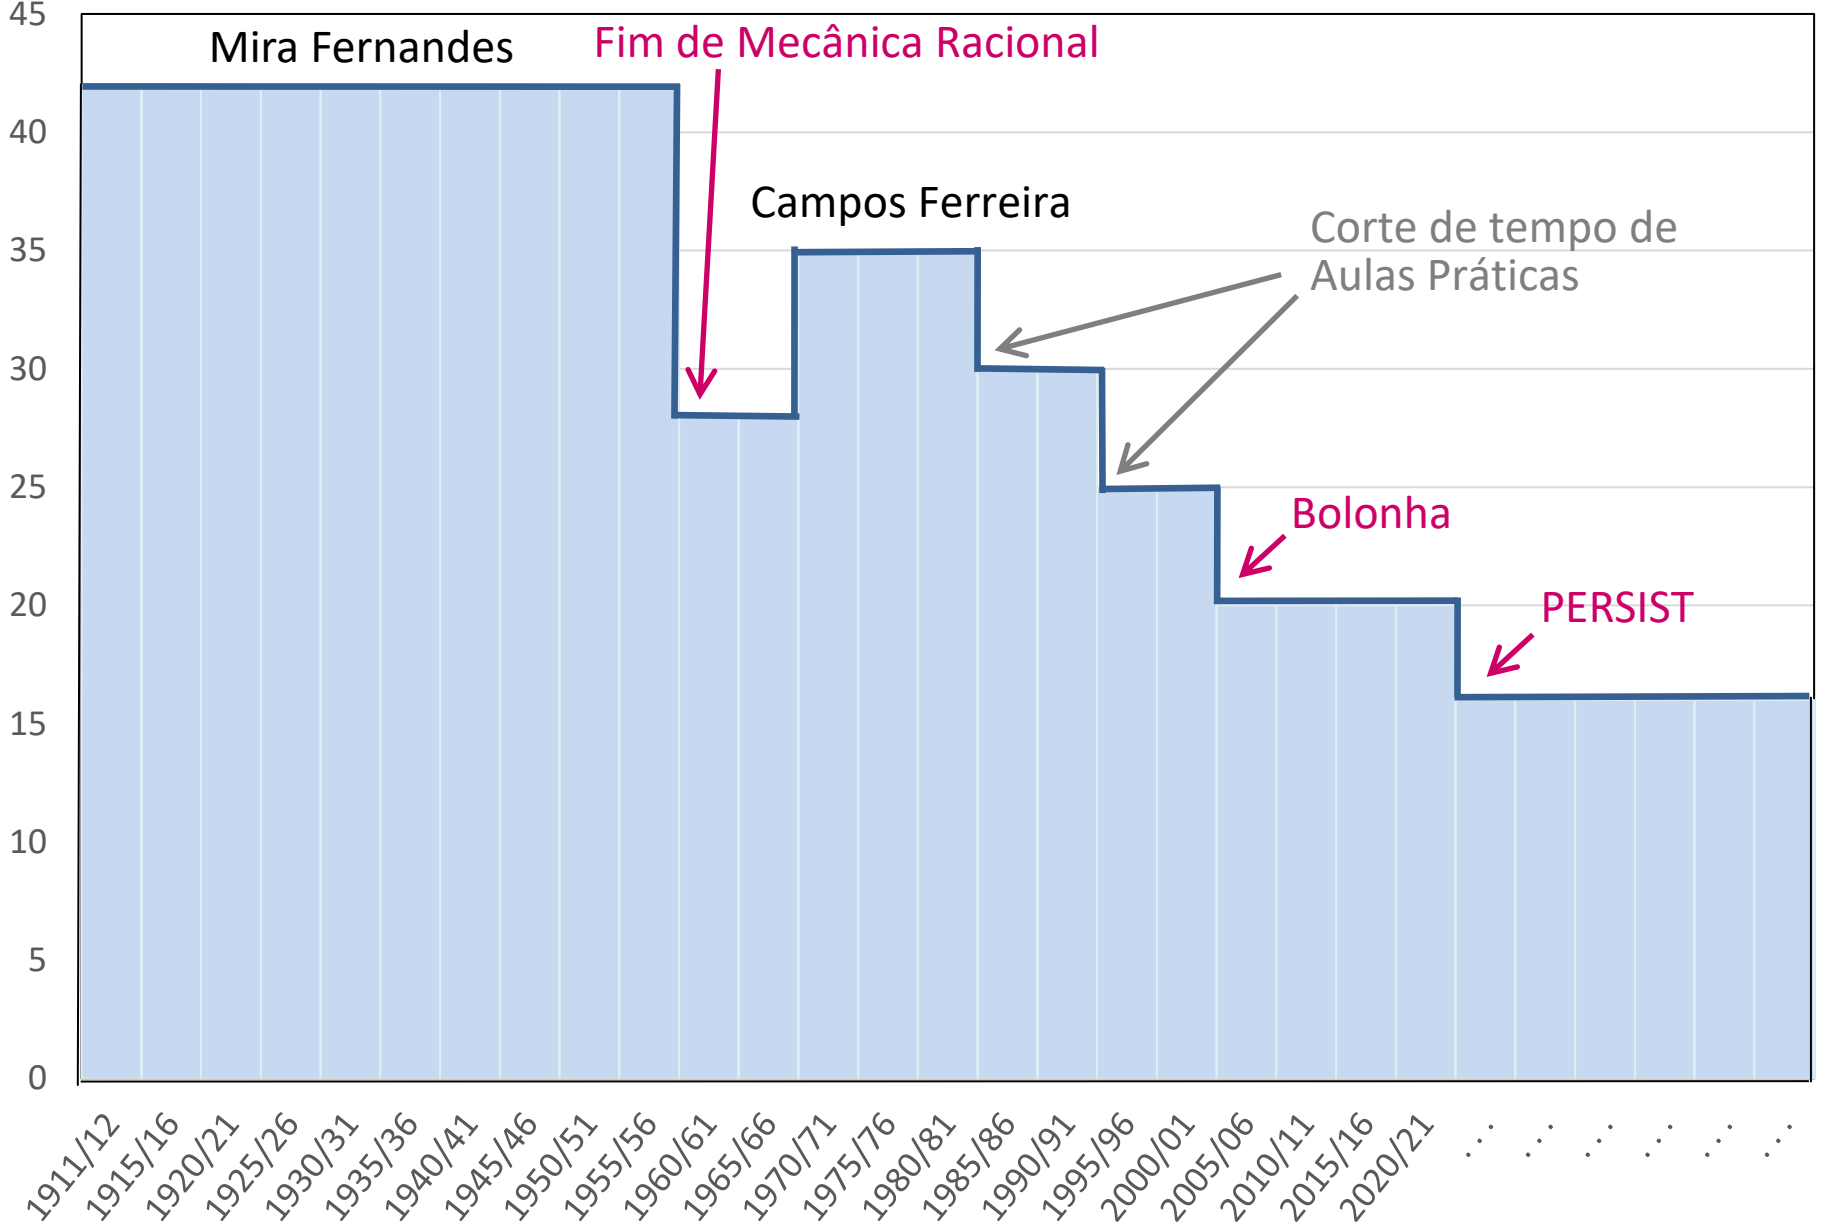 45
40
35
30
25
20
15
10
5
0
Mira Fernandes
Fim de Mecânica Racional
Campos Ferreira
Corte de tempo de
Aulas Práticas
Bolonha
PERSIST
1911/12
1915/16
1920/21
1925/26
1930/31
1935/36
1940/41
1945/46
1950/51
1955/56
1960/61
1965/66
1970/71
1975/76
1980/81
1985/86
1990/91
1995/96
2000/01
2005/06
2010/11
2015/16
2020/21
. . .
. . .
. . .
. . .
. . .
. . .